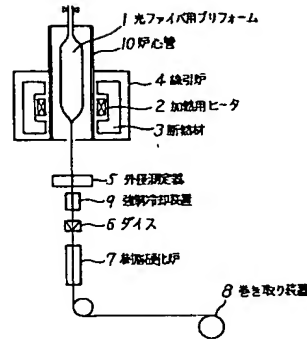 1 光ファイバ用プリフォーム
10 炉心管
4 線引炉
2 加熱用ヒータ
3 断熱材
5 外径測定器
9 強制冷却装置
6 ダイス
7 樹脂硬化炉
8 巻き取り装置